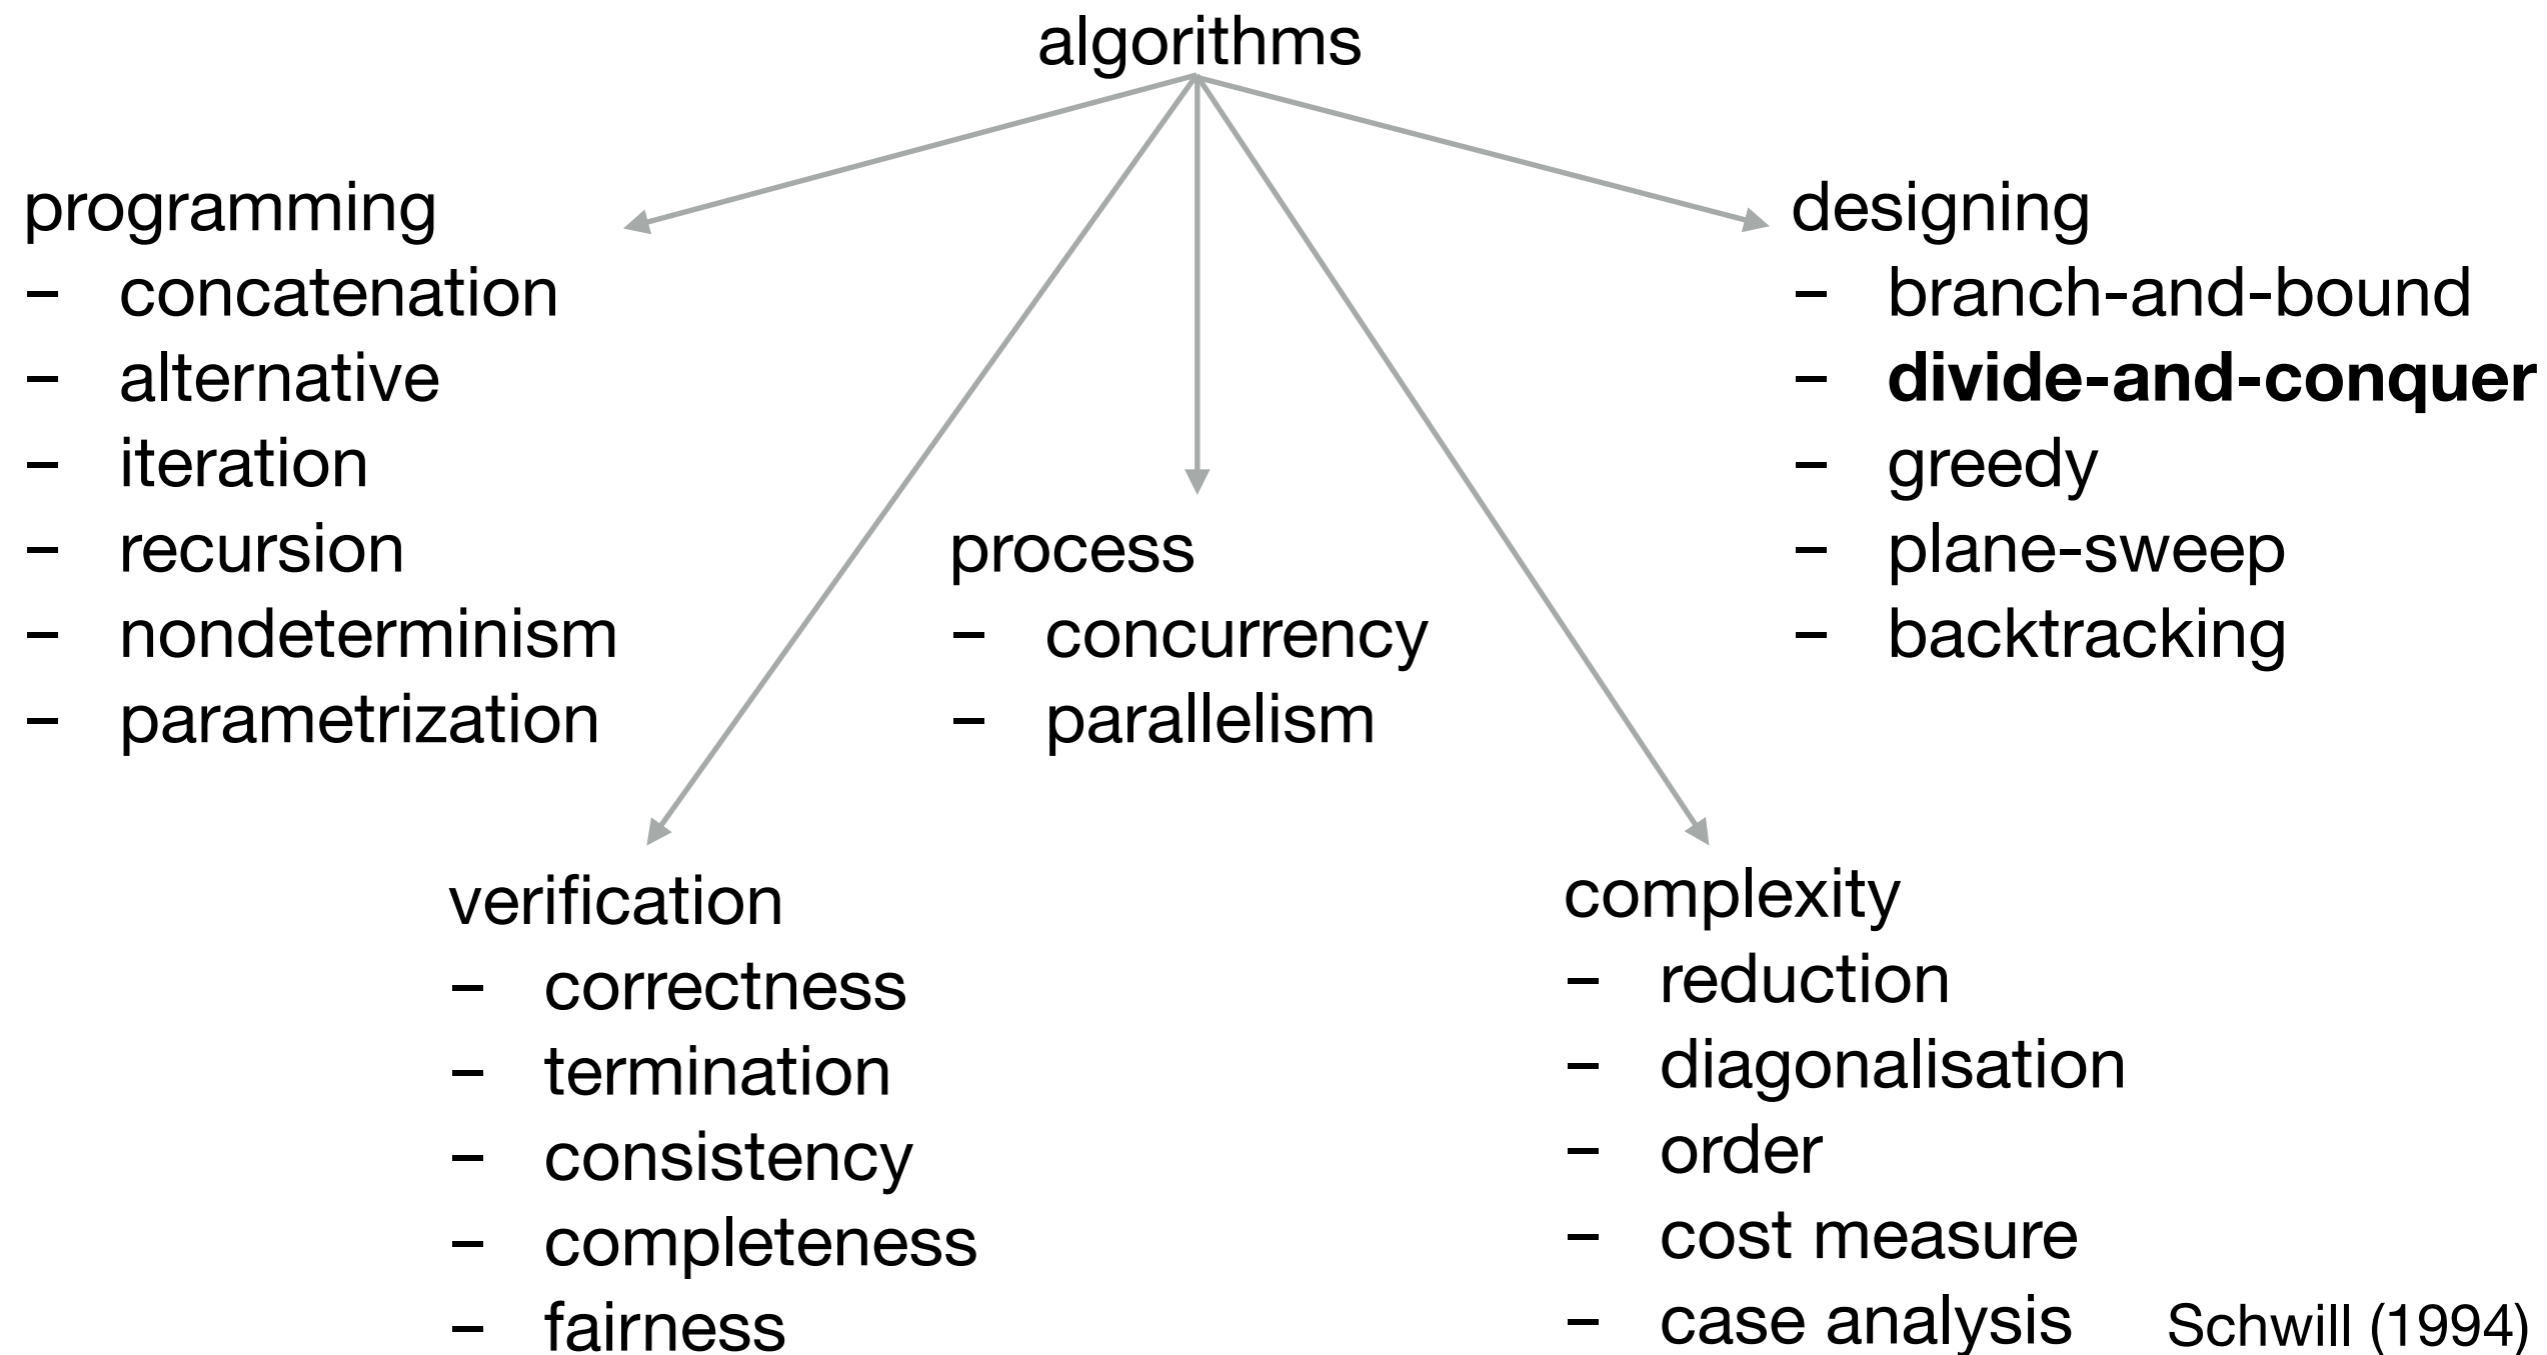 algorithms
programming
– concatenation
– alternative
– iteration
– recursion
– nondeterminism
– parametrization
designing
– branch-and-bound
– divide-and-conquer
– greedy
– plane-sweep
– backtracking
process
– concurrency
– parallelism
verification
– correctness
– termination
– consistency
– completeness
– fairness
complexity
– reduction
– diagonalisation
– order
– cost measure
– case analysis
Schwill (1994)